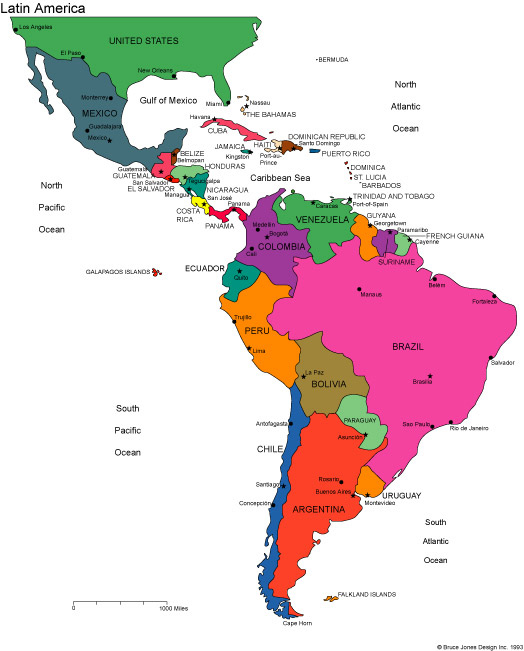 Latin America
Los Angeles
UNITED STATES
El Paso
BERMUDA
New Orleans
North
Atlantic
Ocean
Monterrey
Gulf of Mexico
Miami
Nassau
THE BAHAMAS
MEXICO
Guadalajara
Mexico
Havana
CUBA
HAITI
DOMINICAN REPUBLIC
Santo Domingo
JAMAICA
Kingston
Port-au-
Prince
PUERTO RICO
BELIZE
Belmopan
HONDURAS
Guatemala
GUATEMALA
Tegucigalpa
San Salvador
EL SALVADOR
NICARAGUA
Managua
Caribbean Sea
DOMINICA
ST. LUCIA
BARBADOS
North
Pacific
Ocean
San José
COSTA
RICA
Panama
PANAMA
TRINIDAD AND TOBAGO
Port-of-Spain
Caracas
VENEZUELA
GUYANA
Georgetown
Paramaribo
FRENCH GUIANA
Cayenne
SURINAME
Medellin
Bogotá
COLOMBIA
Cali
GALAPAGOS ISLANDS
ECUADOR
Quito
Manaus
Belém
Fortaleza
Trujillo
PERU
Lima
BRAZIL
Salvador
La Paz
BOLIVIA
Brasília
South
Pacific
Ocean
Antofagasta
PARAGUAY
Asunción
Sao Paulo
Rio de Janeiro
CHILE
Santiago
Rosario
Buenos Aires
URUGUAY
Montevideo
Concepción
ARGENTINA
South
Atlantic
Ocean
FALKLAND ISLANDS
0
1000 Miles
Cape Horn
© Bruce Jones Design Inc. 1993